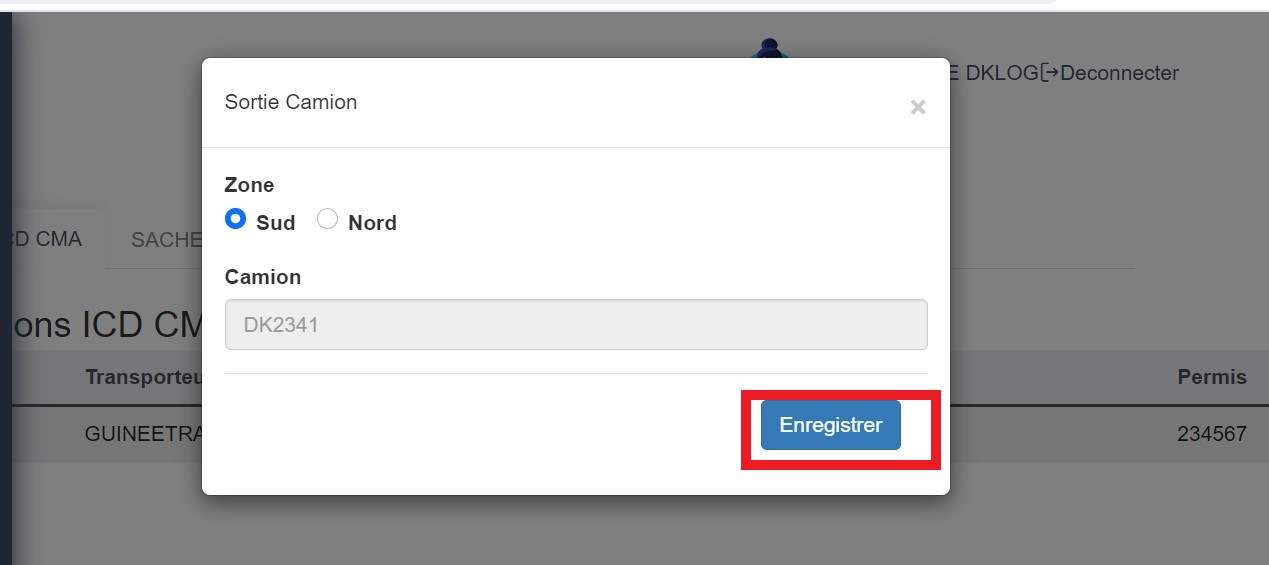 E DKLOG Deconnecter
Sortie Camion
×
Zone
Sud Nord
CMA SACHE
Camion
DK2341
ons ICD CM
Transporteu Permis
Enregistrer
GUINEETRA 234567